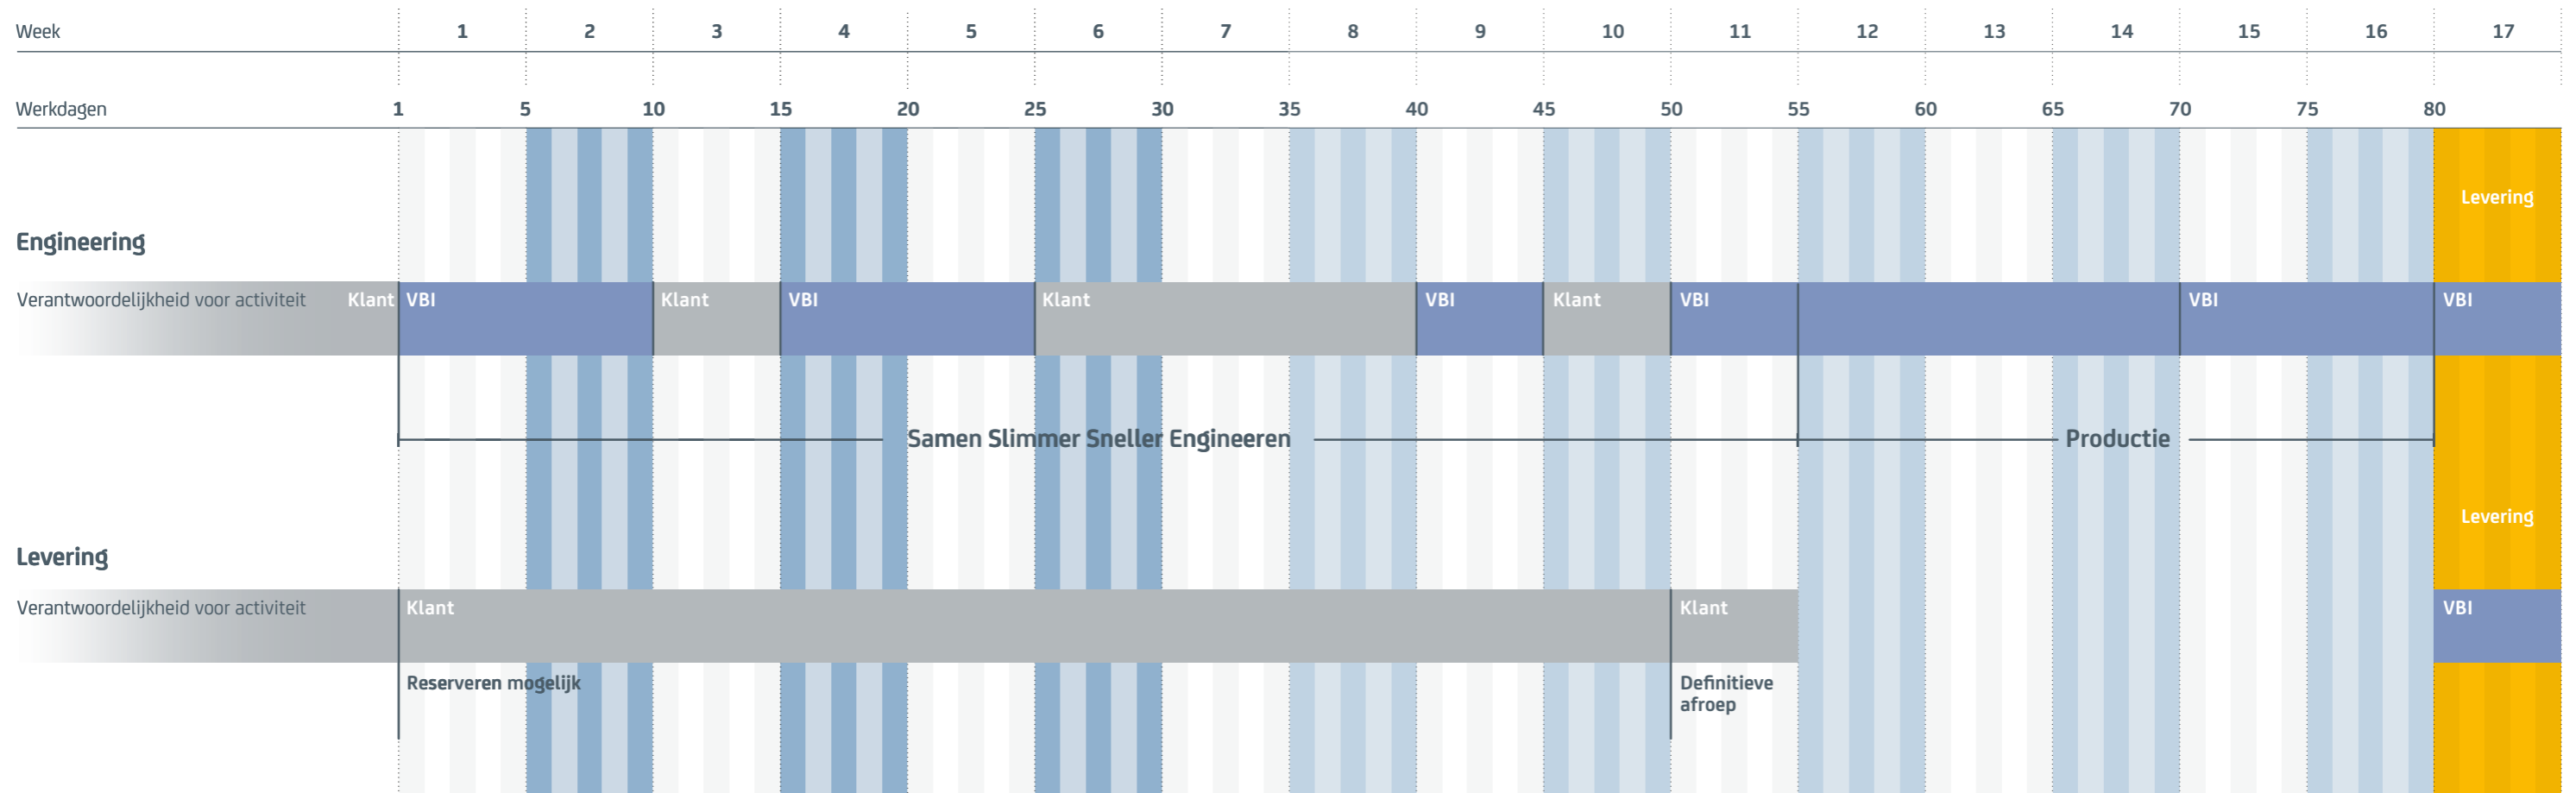 Week 1 2 3 4 5 6 7 8 9 10 11 12 13 14 15 16 17
Werkdagen 1 5 10 15 20 25 30 35 40 45 50 55 60 65 70 75 80
Levering
Engineering
Verantwoordelijkheid voor activiteit Klant VBI Klant VBI Klant VBI Klant VBI VBI VBI
Samen Slimmer Sneller Engineeren Productie
Levering
Levering
Verantwoordelijkheid voor activiteit Klant Klant VBI
Reserveren mogelijk Definitieve
afroep